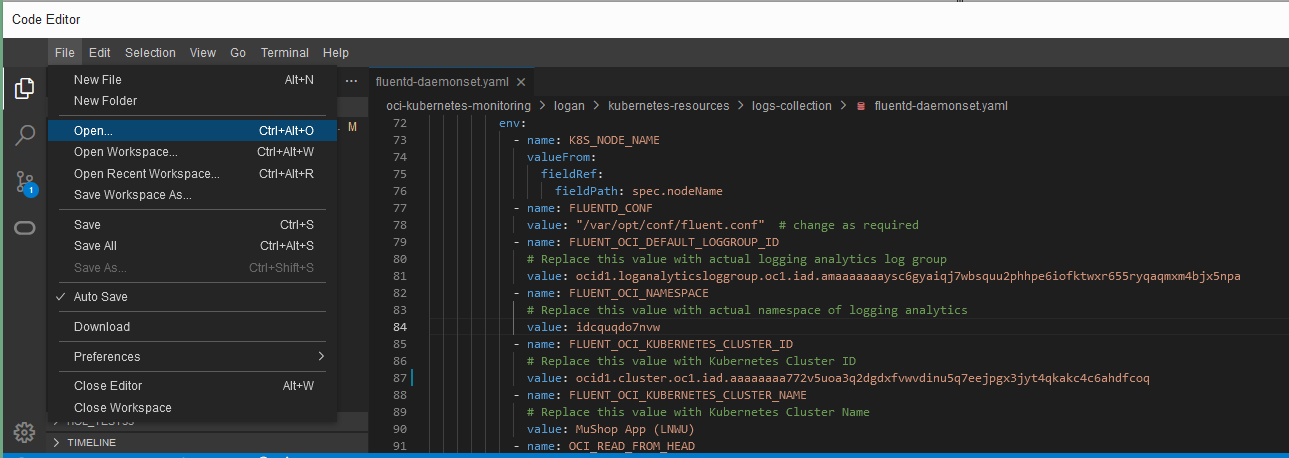 Code Editor
File Edit Selection View Go Terminal Help
New File Alt+N
New Folder
Open... Ctrl+Alt+O
Open Workspace... Ctrl+Alt+W
Open Recent Workspace... Ctrl+Alt+R
Save Workspace As...
Save Ctrl+S
Save All Ctrl+Alt+S
Save As... Ctrl+Shift+S
✓ Auto Save
Download
Preferences >
Close Editor Alt+W
Close Workspace
TIMELINE
M
1
fluentd-daemonset.yaml ×
oci-kubernetes-monitoring > logan > kubernetes-resources > logs-collection > fluentd-daemonset.yaml
72 env:
73 - name: K8S_NODE_NAME
74 valueFrom:
75 fieldRef:
76 fieldPath: spec.nodeName
77 - name: FLUENTD_CONF
78 value: "/var/opt/conf/fluent.conf" # change as required
79 - name: FLUENT_OCI_DEFAULT_LOGGROUP_ID
80 # Replace this value with actual logging analytics log group
81 value: ocid1.loganalyticsloggroup.oc1.iad.amaaaaaaaysc6gyaiqj7wbsquu2phhpe6iofktwxr655ryqaqmxm4bjx5npa
82 - name: FLUENT_OCI_NAMESPACE
83 # Replace this value with actual namespace of logging analytics
84 value: idcquqdo7nvw
85 - name: FLUENT_OCI_KUBERNETES_CLUSTER_ID
86 # Replace this value with Kubernetes Cluster ID
87 value: ocid1.cluster.oc1.iad.aaaaaaaa772v5uoa3q2dgdxfvwvdinu5q7eejpgx3jyt4qkakc4c6ahdfcoq
88 - name: FLUENT_OCI_KUBERNETES_CLUSTER_NAME
89 # Replace this value with Kubernetes Cluster Name
90 value: MuShop App (LNWU)
91 - name: OCI_READ_FROM_HEAD